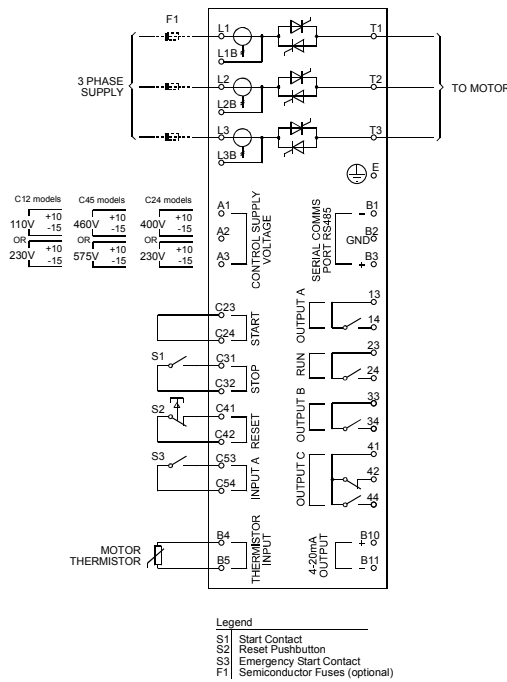 F1
L1
T1
L1B
3 PHASE
SUPPLY
L2
T2
TO MOTOR
L2B
L3
T3
L3B
E
C12 models
C45 models
C24 models
110V +10 -15
460V +10 -15
400V +10 -15
OR
OR
OR
230V +10 -15
575V +10 -15
230V +10 -15
A1
A2
A3
CONTROL SUPPLY
VOLTAGE
SERIAL COMMS
PORT RS485
- B1
GND B2
+ B3
C23
C24
START
S1
C31
C32
STOP
S2
C41
C42
RESET
S3
C53
C54
INPUT A
OUTPUT A
13
14
RUN
23
24
OUTPUT B
33
34
OUTPUT C
41
42
44
MOTOR
THERMISTOR
B4
B5
THERMISTOR
INPUT
4-20mA
OUTPUT
+ B10
- B11
Legend
S1 Start Contact
S2 Reset Pushbutton
S3 Emergency Start Contact
F1 Semiconductor Fuses (optional)